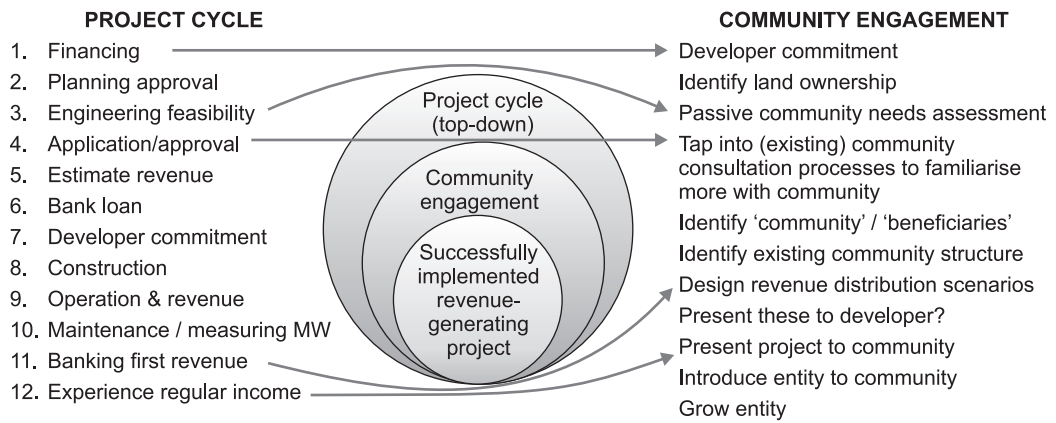 PROJECT CYCLE
1. Financing
2. Planning approval
3. Engineering feasibility
4. Application/approval
5. Estimate revenue
6. Bank loan
7. Developer commitment
8. Construction
9. Operation & revenue
10. Maintenance / measuring MW
11. Banking first revenue
12. Experience regular income
Project cycle
(top-down)
Community
engagement
Successfully
implemented
revenue-
generating
project
COMMUNITY ENGAGEMENT
Developer commitment
Identify land ownership
Passive community needs assessment
Tap into (existing) community
consultation processes to familiarise
more with community
Identify ‘community’ / ‘beneficiaries’
Identify existing community structure
Design revenue distribution scenarios
Present these to developer?
Present project to community
Introduce entity to community
Grow entity